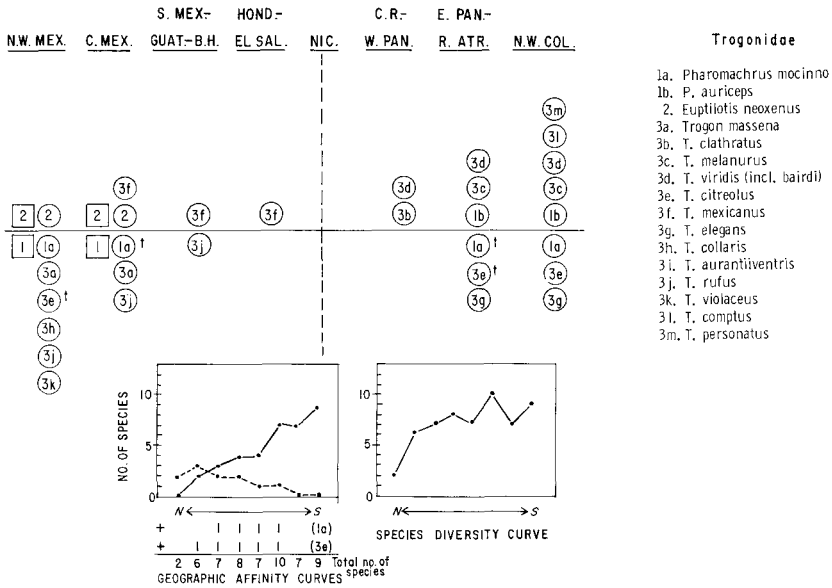 S. MEX.- HOND.- C.R.- E. PAN.-
N.W. MEX. C. MEX. GUAT.-B.H. EL SAL. NIC. W. PAN. R. ATR. N.W. COL.
Trogonidae
1a. Pharomachrus mocinno
1b. P. auriceps
2. Euptilotis neoxenus
3a. Trogon massena
3b. T. clathratus
3c. T. melanurus
3d. T. viridis (incl. bairdi)
3e. T. citreolus
3f. T. mexicanus
3g. T. elegans
3h. T. collaris
3i. T. aurantiiventris
3j. T. rufus
3k. T. violaceus
3l. T. comptus
3m. T. personatus
3m
3l
3d 3d
3f 3d 3c 3c
2 2 2 2 3f 3f 3b 1b 1b
1 1a 1 1a † 3j 1a † 1a
3a 3a 3e † 3e
3e † 3j 3g 3g
3h
3j
3k
NO. OF SPECIES
10
5
0
N S
+ I I I I (1a)
+ I I I I I (3e)
2 6 7 8 7 10 7 9 Total no. of species
GEOGRAPHIC AFFINITY CURVES
10
5
0
N S
SPECIES DIVERSITY CURVE